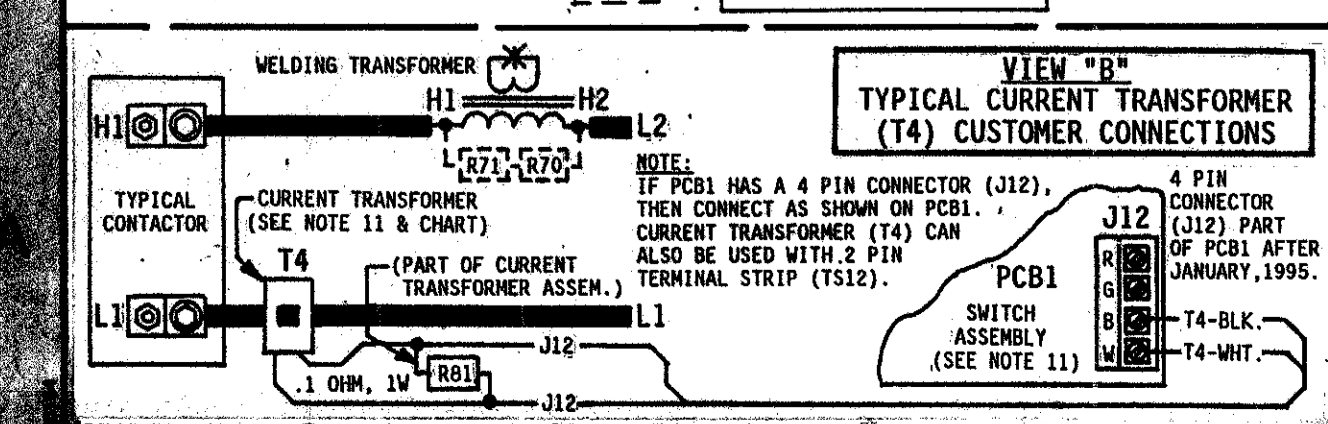 WELDING TRANSFORMER
H1
H2
H1
L2
R71
R70
TYPICAL
CONTACTOR
CURRENT TRANSFORMER
(SEE NOTE 11 & CHART)
T4
(PART OF CURRENT
TRANSFORMER ASSEM.)
L1
L1
J12
.1 OHM, 1W
R81
J12
NOTE:
IF PCB1 HAS A 4 PIN CONNECTOR (J12),
THEN CONNECT AS SHOWN ON PCB1.
CURRENT TRANSFORMER (T4) CAN
ALSO BE USED WITH 2 PIN
TERMINAL STRIP (TS12).
VIEW "B"
TYPICAL CURRENT TRANSFORMER
(T4) CUSTOMER CONNECTIONS
PCB1
SWITCH
ASSEMBLY
(SEE NOTE 11)
J12
R
G
B
W
4 PIN
CONNECTOR
(J12) PART
OF PCB1 AFTER
JANUARY,1995.
T4-BLK.
T4-WHT.